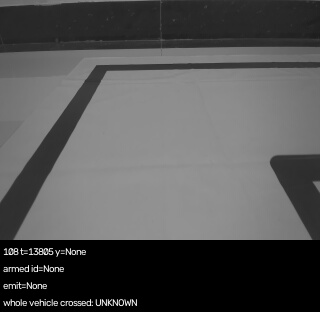 108 t=13805 y=None
armed id=None
emit=None
whole vehicle crossed: UNKNOWN